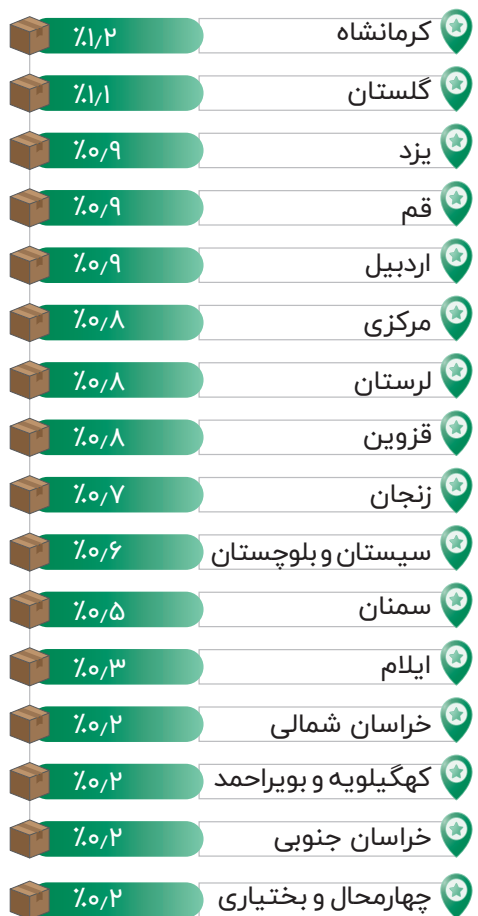 کرمانشاه ٪۱٫۲
گلستان ٪۱٫۱
یزد ٪۰٫۹
قم ٪۰٫۹
اردبیل ٪۰٫۹
مرکزی ٪۰٫۸
لرستان ٪۰٫۸
قزوین ٪۰٫۸
زنجان ٪۰٫۷
سیستان و بلوچستان ٪۰٫۶
سمنان ٪۰٫۵
ایلام ٪۰٫۳
خراسان شمالی ٪۰٫۲
کهگیلویه و بویراحمد ٪۰٫۲
خراسان جنوبی ٪۰٫۲
چهارمحال و بختیاری ٪۰٫۲